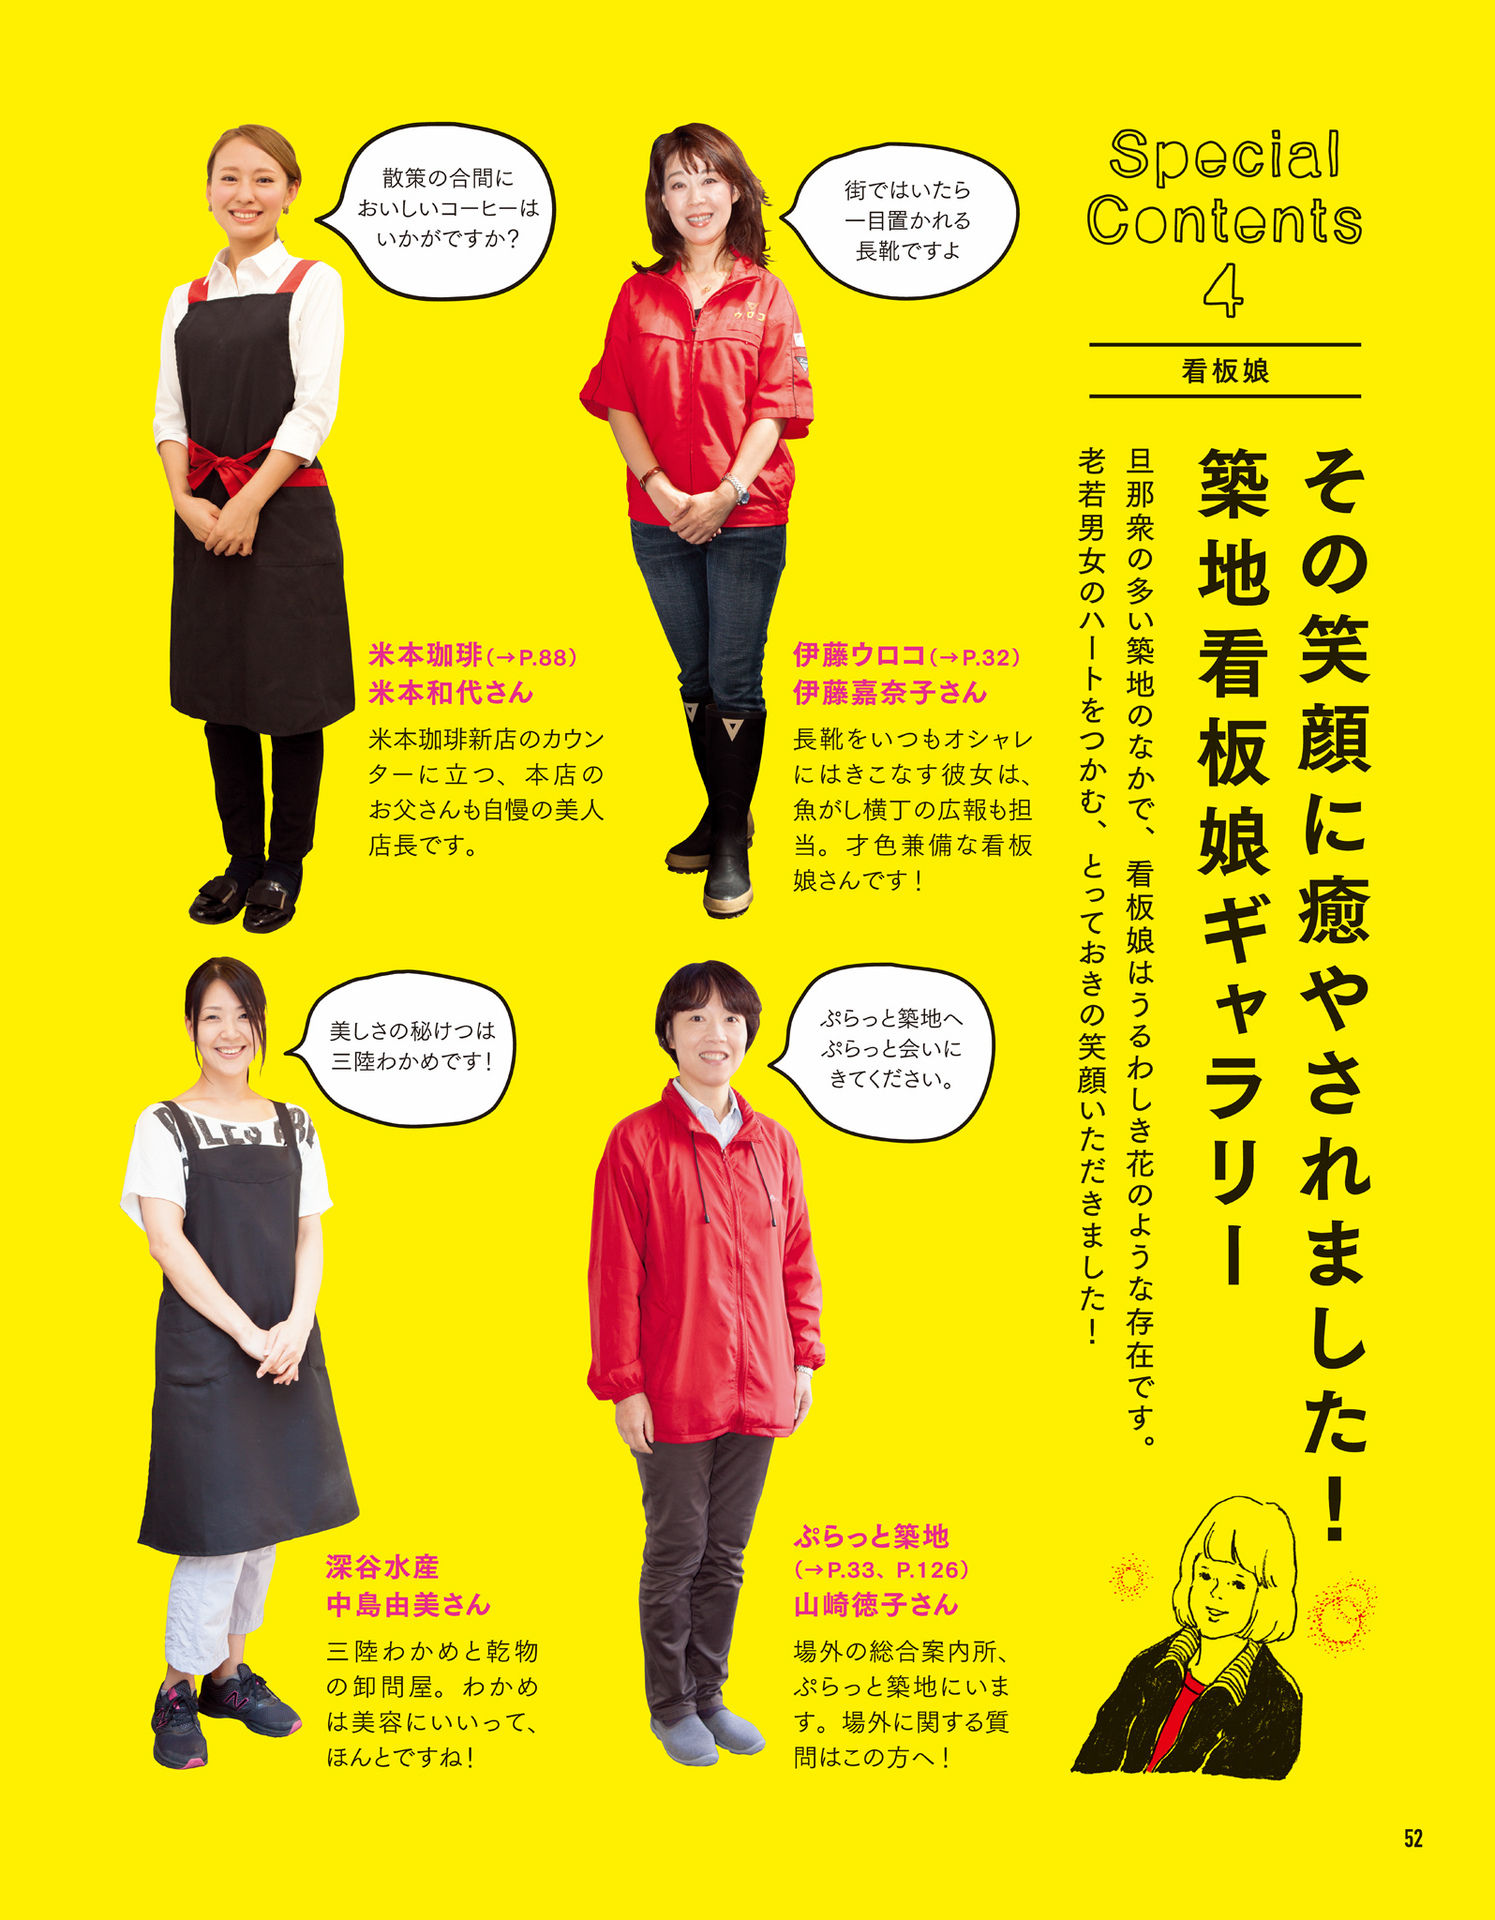 Special
Contents
4
看板娘
その笑顔に癒やされました！
築地看板娘ギャラリー
旦那衆の多い築地のなかで、看板娘はうるわしき花のような存在です。
老若男女のハートをつかむ、とっておきの笑顔いただきました！
街ではいたら
一目置かれる
長靴ですよ
ウロコ
伊藤ウロコ（→P.32）
伊藤嘉奈子さん
長靴をいつもオシャレ
にはきこなす彼女は、
魚がし横丁の広報も担
当。才色兼備な看板
娘さんです！
散策の合間に
おいしいコーヒーは
いかがですか？
米本珈琲（→P.88）
米本和代さん
米本珈琲新店のカウン
ターに立つ、本店の
お父さんも自慢の美人
店長です。
ぷらっと築地へ
ぷらっと会いに
きてください。
ぷらっと築地
（→P.33、P.126）
山崎徳子さん
場外の総合案内所、
ぷらっと築地にいま
す。場外に関する質
問はこの方へ！
美しさの秘けつは
三陸わかめです！
深谷水産
中島由美さん
三陸わかめと乾物
の卸問屋。わかめ
は美容にいいって、
ほんとですね！
52